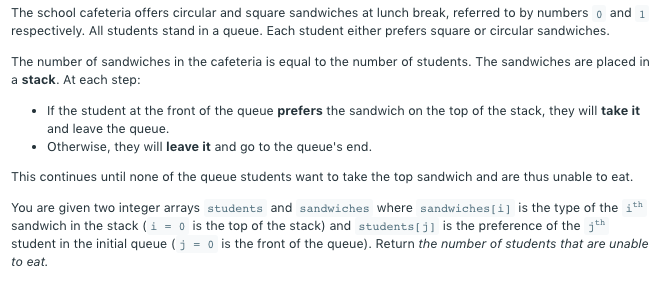 The school cafeteria offers circular and square sandwiches at lunch break, referred to by numbers 0 and 1
respectively. All students stand in a queue. Each student either prefers square or circular sandwiches.
The number of sandwiches in the cafeteria is equal to the number of students. The sandwiches are placed in
a stack. At each step:
• If the student at the front of the queue prefers the sandwich on the top of the stack, they will take it
and leave the queue.
• Otherwise, they will leave it and go to the queue's end.
This continues until none of the queue students want to take the top sandwich and are thus unable to eat.
You are given two integer arrays students and sandwiches where sandwiches[i] is the type of the iᵗʰ
sandwich in the stack (i = 0 is the top of the stack) and students[j] is the preference of the jᵗʰ
student in the initial queue (j = 0 is the front of the queue). Return the number of students that are unable
to eat.